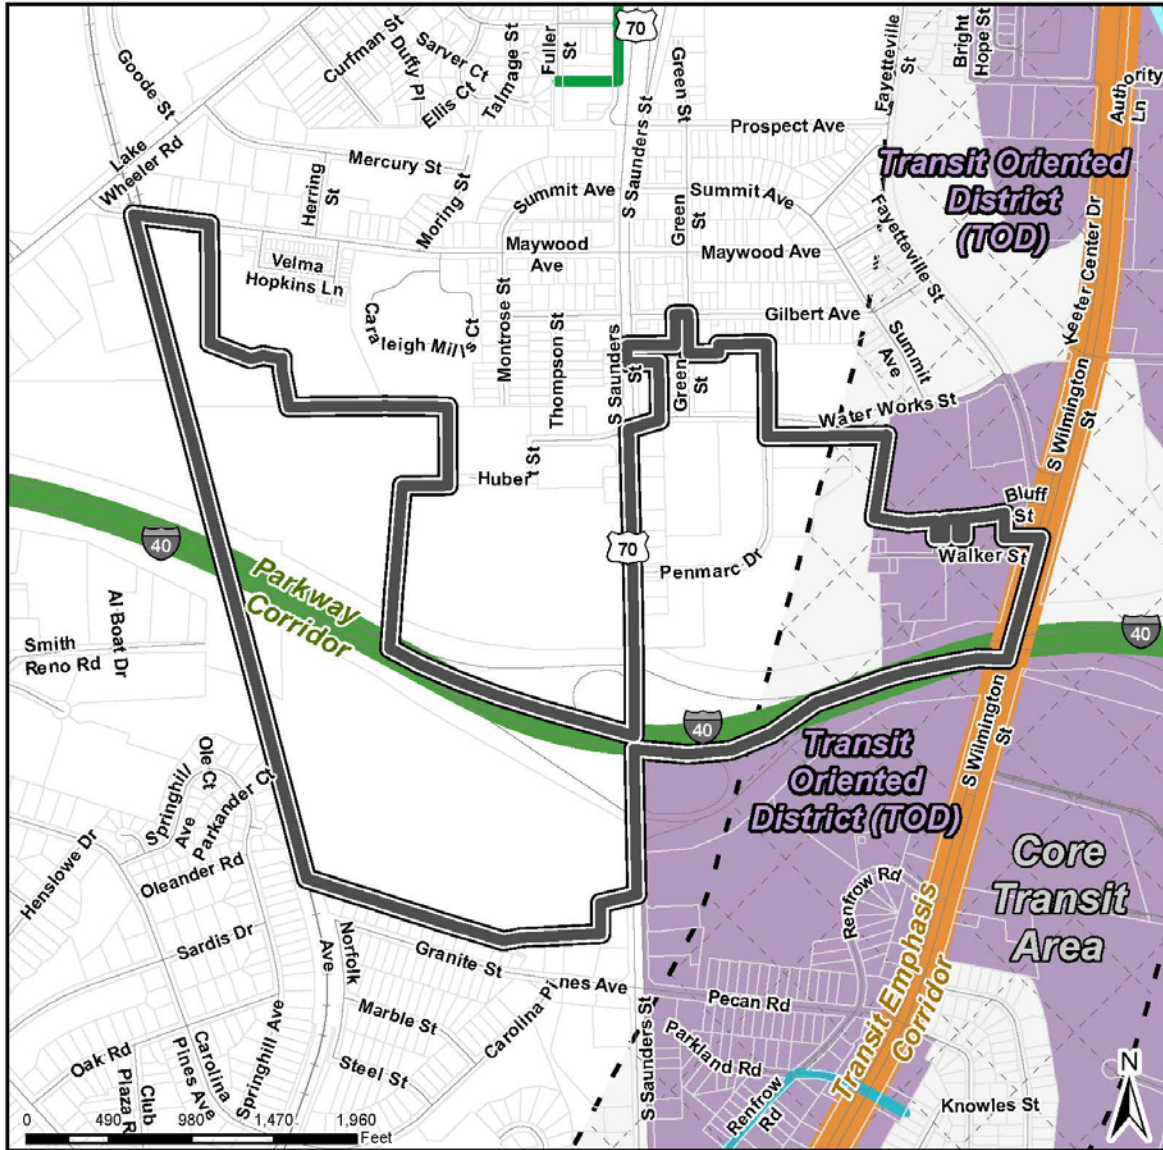 70
Goode St
Curfman St
Duffy Pl
Sarver Ct
Ellis Ct
Talmage St
Fuller
St
Green St
Fayetteville
St
Bright
Hope St
Authority
Ln
Prospect Ave
Lake
Wheeler Rd
Mercury St
Herring
St
Moring St
Summit Ave
S Saunders St
Summit Ave
Green
St
Transit Oriented
District
(TOD)
Fayetteville St
Maywood
Ave
Maywood Ave
Velma
Hopkins Ln
Caraleigh Mills Ct
Montrose St
Thompson St
S Saunders
St
Gilbert Ave
Green
St
Summit
Ave
Keeter Center Dr
S Wilmington
St
Water Works St
Hubert St
Bluff
St
Walker St
40
70
Penmarc Dr
Parkway
Corridor
Al Boat Dr
Smith
Reno Rd
40
40
S Wilmington
St
Transit
Oriented
District (TOD)
Ole Ct
Springhill
Ave
Parkander Ct
Henslowe Dr
Oleander Rd
Sardis Dr
Norfolk
Ave
Granite St
Renfrow Rd
Core
Transit
Area
Carolina Pines Ave
Pecan Rd
Marble St
Parkland Rd
Transit Emphasis
Corridor
Oak Rd
Steel St
Springhill Ave
Carolina
Pines Ave
Club
Plaza R
S Saunders St
Renfrow
Rd
Knowles St
N
0 490 980 1,470 1,960
Feet